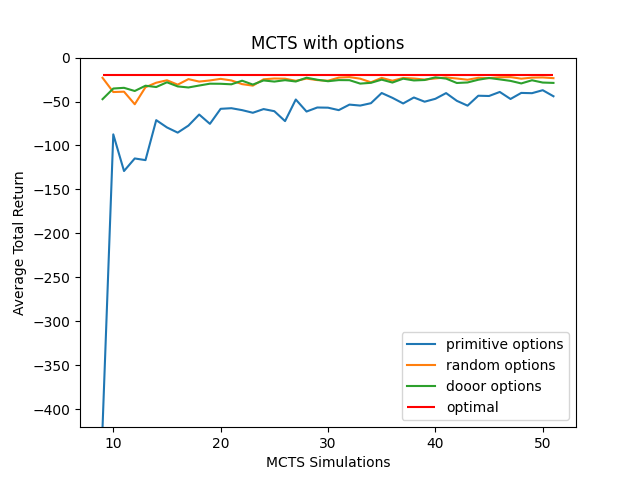 MCTS with options
Average Total Return
0
−50
−100
−150
−200
−250
−300
−350
−400
10
20
30
40
50
MCTS Simulations
primitive options
random options
dooor options
optimal